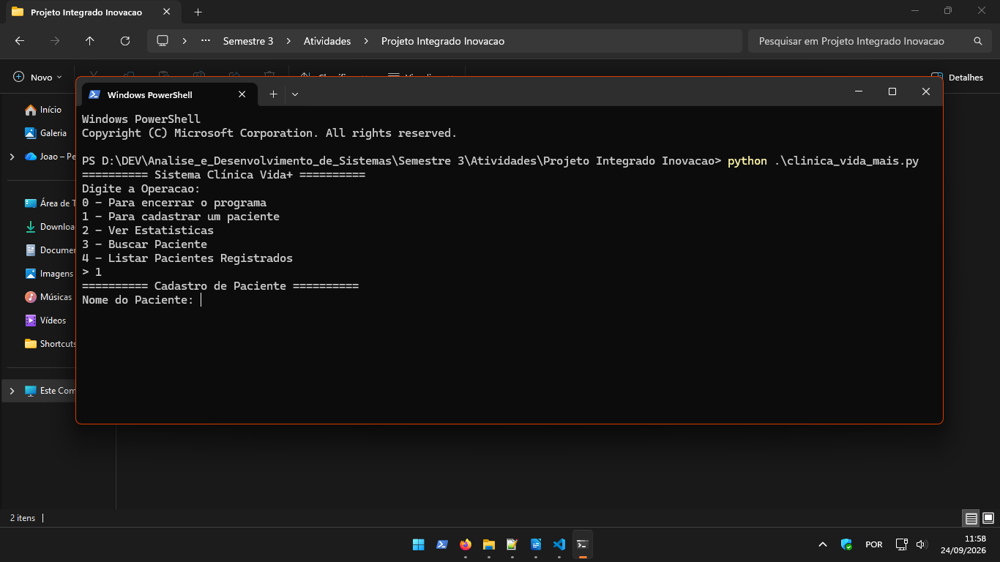 Projeto Integrado Inovacao
Semestre 3 Atividades Projeto Integrado Inovacao
Pesquisar em Projeto Integrado Inovacao
Novo
Detalhes
Início
Galeria
Joao – Pe
Área de T
Downloa
Documer
Imagens
Músicas
Vídeos
Shortcuts
Este Com
Windows PowerShell
Windows PowerShell
Copyright (C) Microsoft Corporation. All rights reserved.
PS D:\DEV\Analise_e_Desenvolvimento_de_Sistemas\Semestre 3\Atividades\Projeto Integrado Inovacao> python .\clinica_vida_mais.py
========== Sistema Clínica Vida+ ==========
Digite a Operacao:
0 - Para encerrar o programa
1 - Para cadastrar um paciente
2 - Ver Estatisticas
3 - Buscar Paciente
4 - Listar Pacientes Registrados
> 1
========== Cadastro de Paciente ==========
Nome do Paciente:
2 itens
POR
11:58
24/09/2026